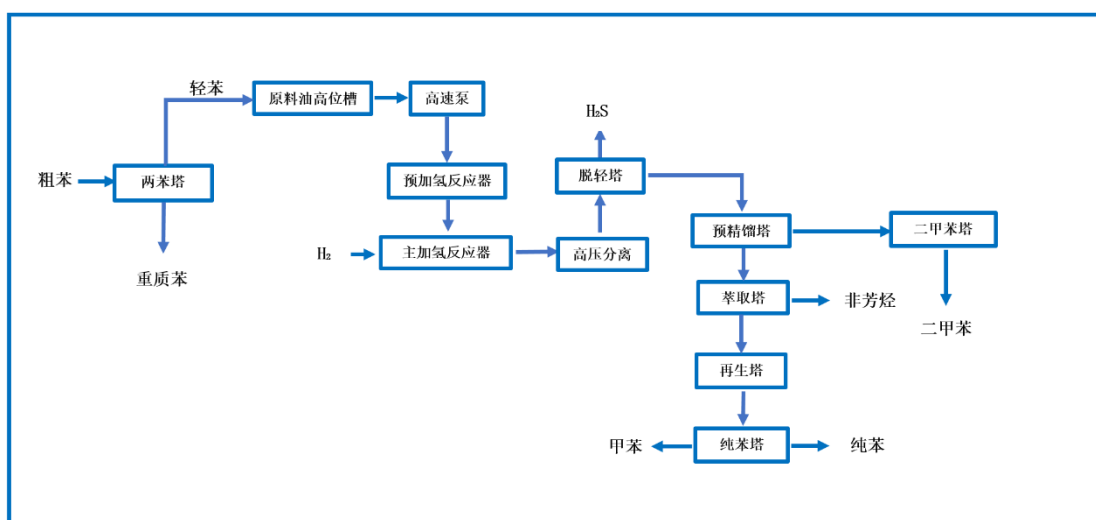 轻苯
原料油高位槽
高速泵
H₂S
粗苯
两苯塔
预加氢反应器
脱轻塔
预精馏塔
二甲苯塔
H₂
主加氢反应器
高压分离
重质苯
萃取塔
非芳烃
二甲苯
再生塔
甲苯
纯苯塔
纯苯